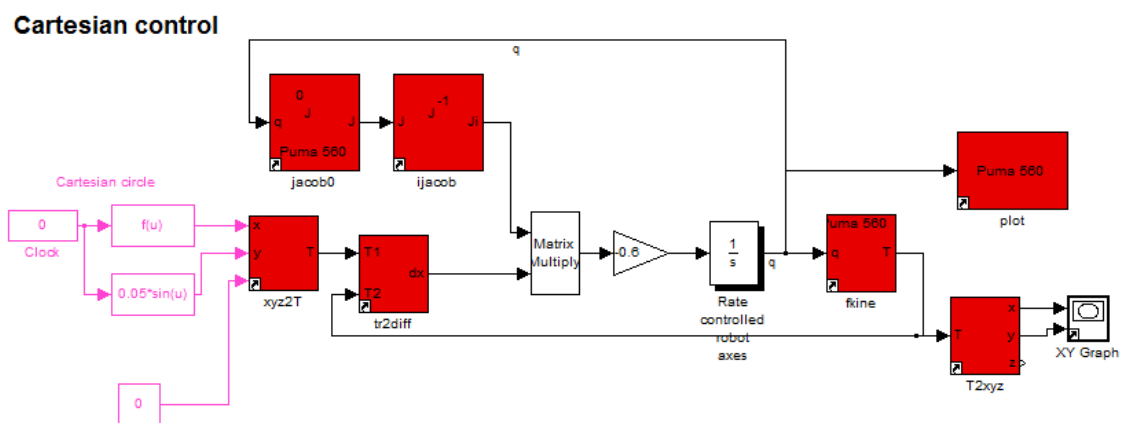 Cartesian control
q
0
J
q
J
Puma 560
jacob0
-1
J
J
Ji
ijacob
Puma 560
plot
Cartesian circle
0
Clock
f(u)
0.05*sin(u)
x
y
T
xyz2T
T1
dx
T2
tr2diff
Matrix
Multiply
-0.6
1
s
q
Rate
controlled
robot
axes
uma 560
q
T
fkine
x
T
y
z
T2xyz
XY Graph
0